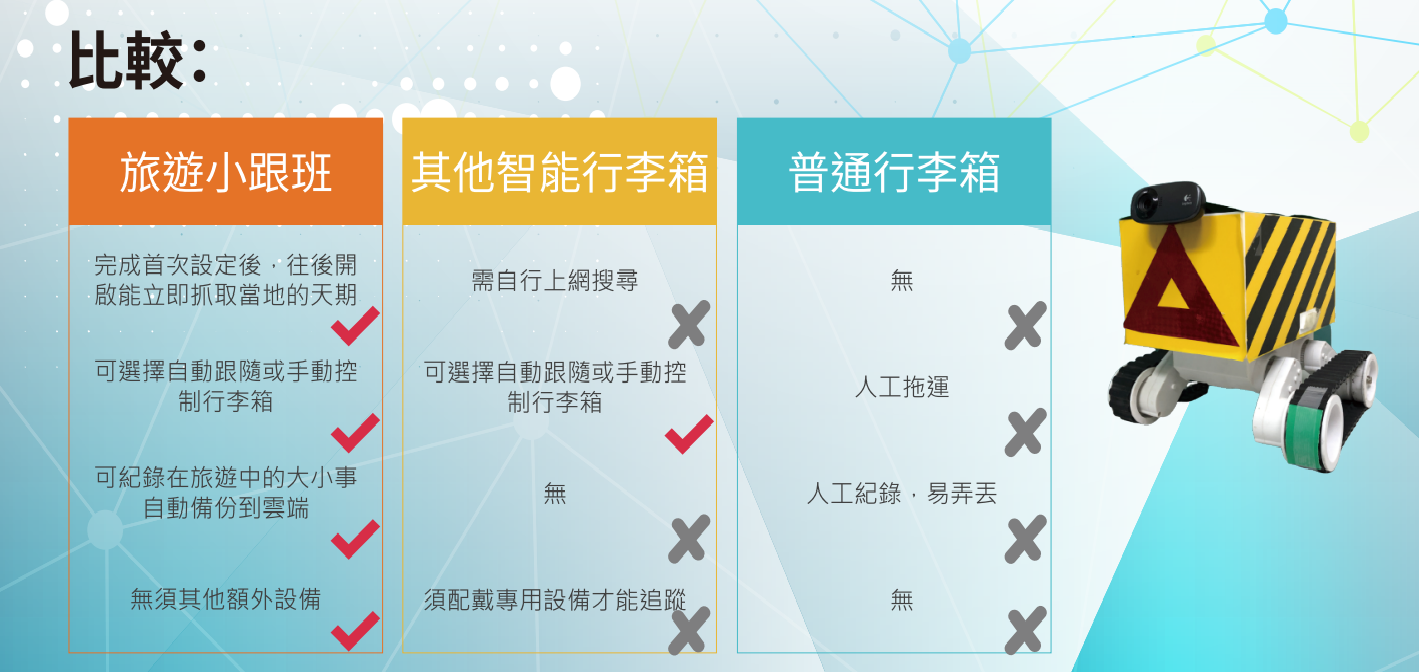 比較：
旅遊小跟班
完成首次設定後，往後開
啟能立即抓取當地的天期
可選擇自動跟隨或手動控
制行李箱
可紀錄在旅遊中的大小事
自動備份到雲端
無須其他額外設備
其他智能行李箱
需自行上網搜尋
可選擇自動跟隨或手動控
制行李箱
無
須配戴專用設備才能追蹤
普通行李箱
無
人工拖運
人工紀錄，易弄丟
無